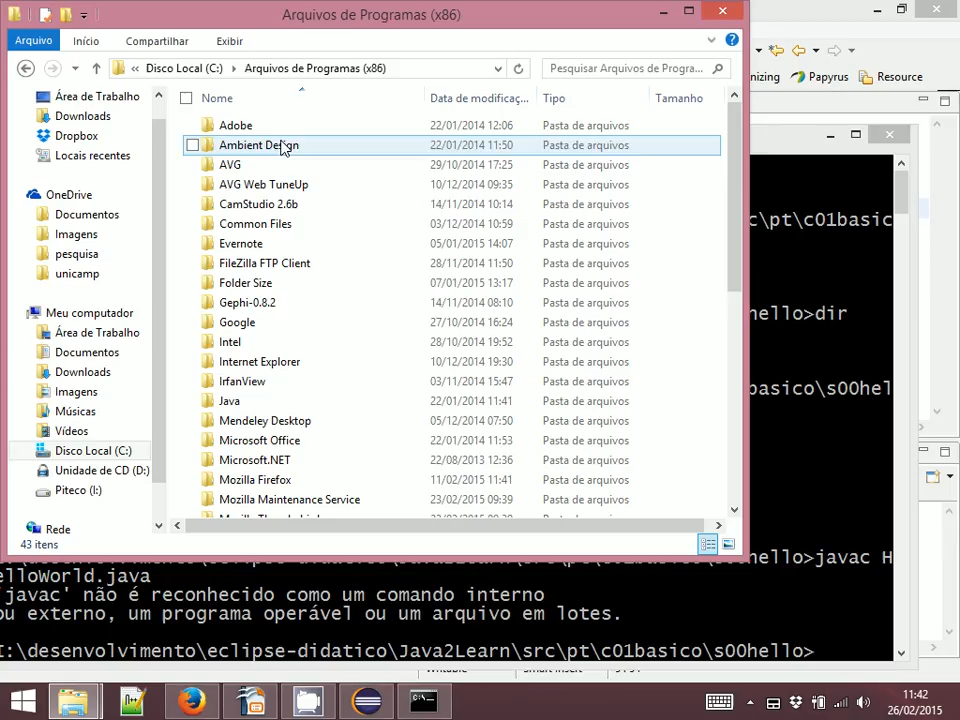 Arquivos de Programas (x86)
Arquivo
Início
Compartilhar
Exibir
Disco Local (C:)
Arquivos de Programas (x86)
Pesquisar Arquivos de Progra...
nizing
Papyrus
Resource
Área de Trabalho
Downloads
Dropbox
Locais recentes
OneDrive
Documentos
Imagens
pesquisa
unicamp
Meu computador
Área de Trabalho
Documentos
Downloads
Imagens
Músicas
Vídeos
Disco Local (C:)
Unidade de CD (D:)
Piteco (I:)
Rede
43 itens
Nome Data de modificaç... Tipo Tamanho
Adobe 22/01/2014 12:06 Pasta de arquivos
Ambient Design 22/01/2014 11:50 Pasta de arquivos
AVG 29/10/2014 17:25 Pasta de arquivos
AVG Web TuneUp 10/12/2014 09:35 Pasta de arquivos
CamStudio 2.6b 14/11/2014 10:14 Pasta de arquivos
Common Files 03/12/2014 10:59 Pasta de arquivos
Evernote 05/01/2015 14:07 Pasta de arquivos
FileZilla FTP Client 28/11/2014 11:50 Pasta de arquivos
Folder Size 07/01/2015 13:17 Pasta de arquivos
Gephi-0.8.2 14/11/2014 08:10 Pasta de arquivos
Google 27/10/2014 16:24 Pasta de arquivos
Intel 28/10/2014 19:52 Pasta de arquivos
Internet Explorer 10/12/2014 19:30 Pasta de arquivos
IrfanView 03/11/2014 15:47 Pasta de arquivos
Java 22/01/2014 11:41 Pasta de arquivos
Mendeley Desktop 05/12/2014 07:50 Pasta de arquivos
Microsoft Office 22/01/2014 11:53 Pasta de arquivos
Microsoft.NET 22/08/2013 12:36 Pasta de arquivos
Mozilla Firefox 11/02/2015 11:41 Pasta de arquivos
Mozilla Maintenance Service 23/02/2015 09:39 Pasta de arquivos
c\pt\c01basic
ello>dir
basico\s00hel
hello>javac H
elloWorld.java
'javac' não é reconhecido como um comando interno
ou externo, um programa operável ou um arquivo em lotes.
I:\desenvolvimento\eclipse-didatico\Java2Learn\src\pt\c01basico\s00hello>
11:42
26/02/2015